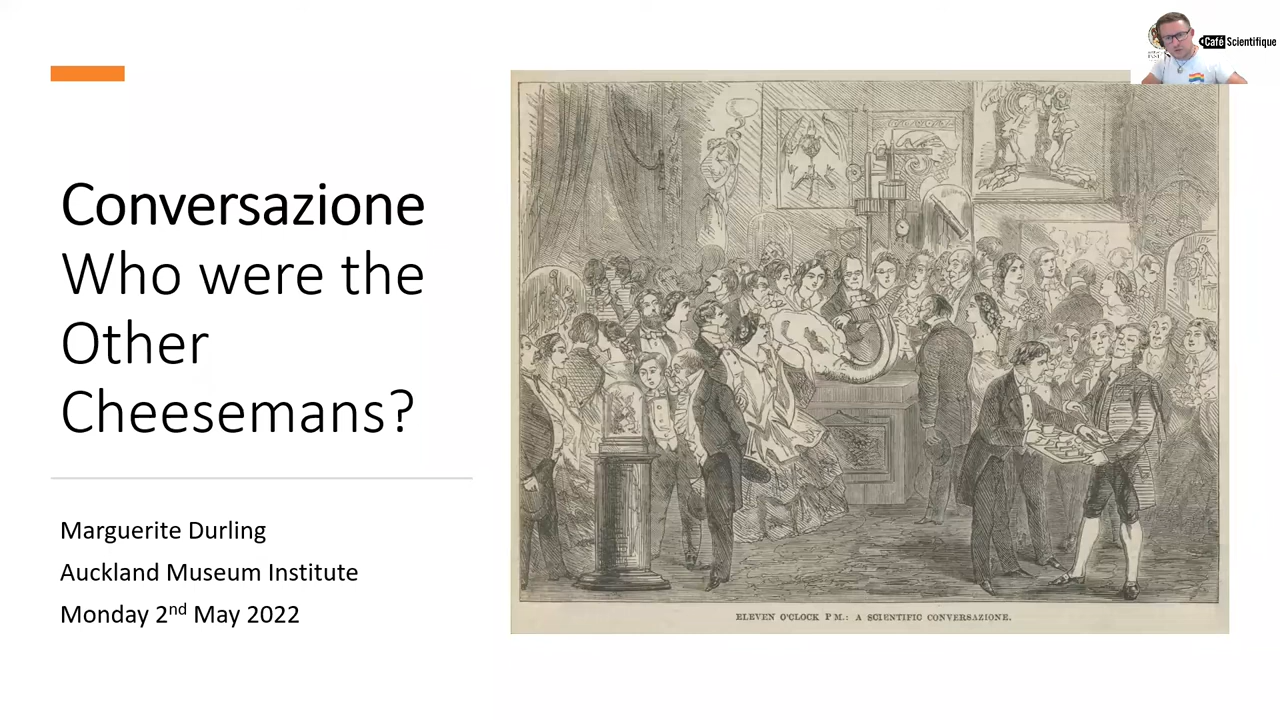 Café Scientifique
Conversazione
Who were the
Other
Cheesemans?
Marguerite Durling
Auckland Museum Institute
Monday 2nd May 2022
ELEVEN O'CLOCK P.M.: A SCIENTIFIC CONVERSAZIONE.